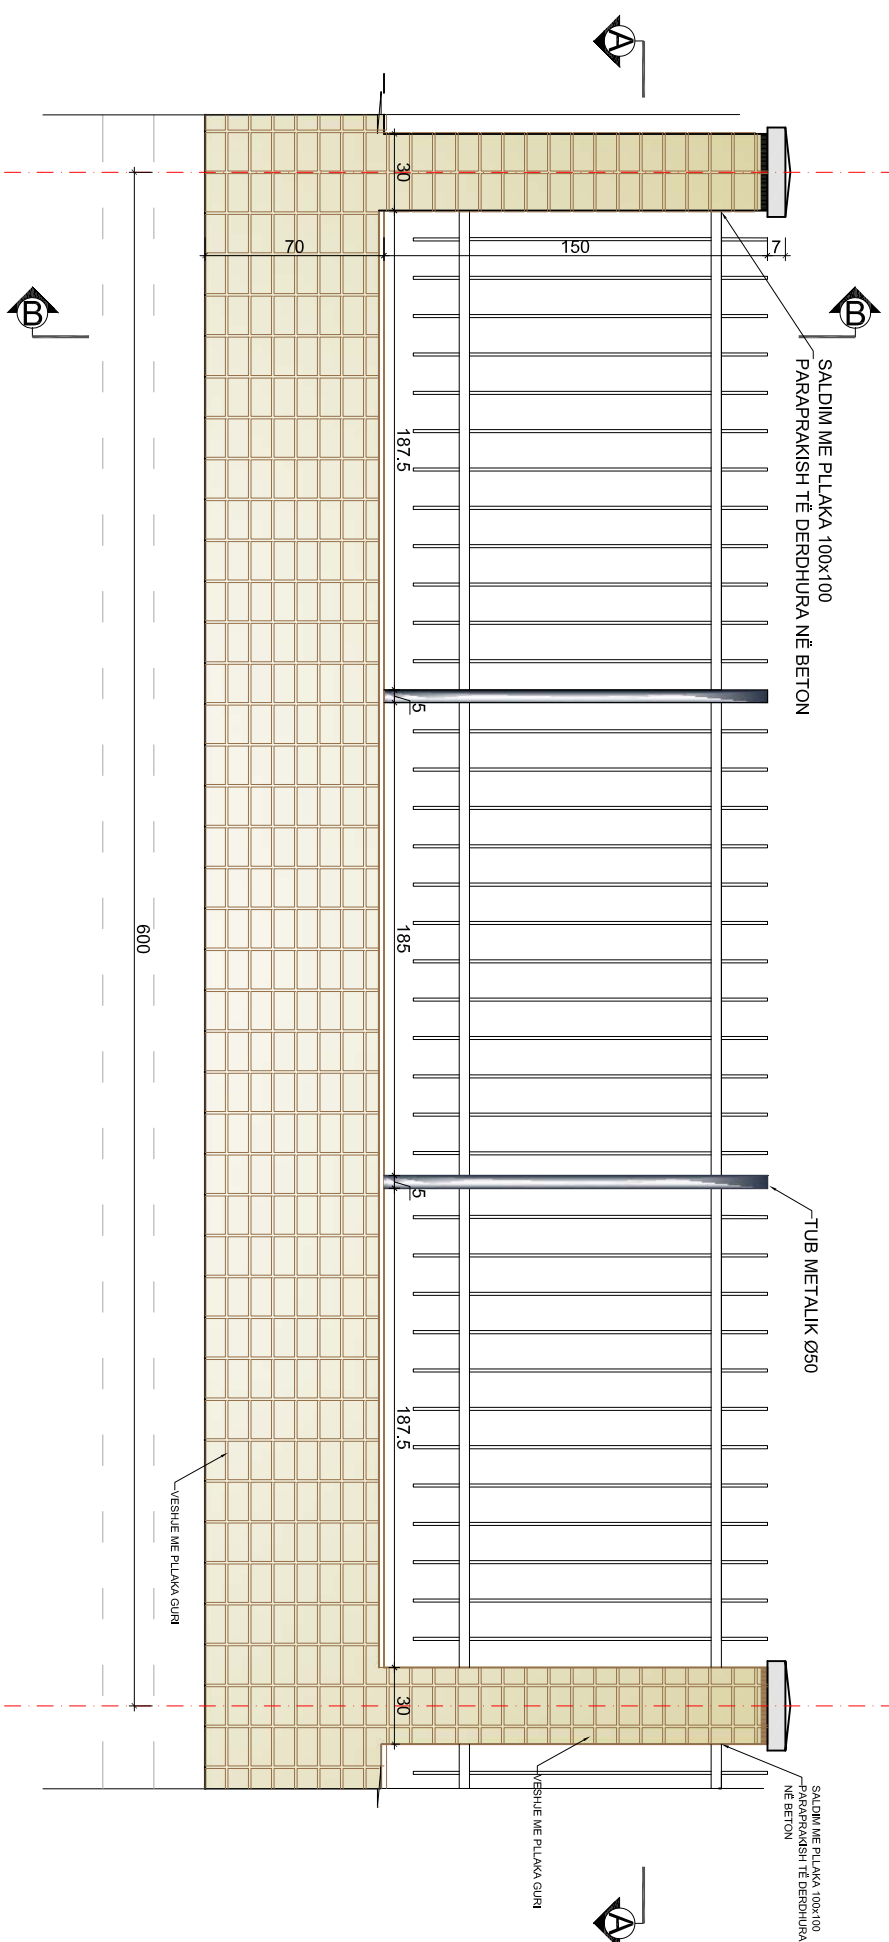 A
30
70
150
7
B
B
SALDIM ME PLLAKA 100x100
PARAPRAKISH TË DERDHURA NË BETON
187.5
5
185
600
5
TUB METALIK Ø50
187.5
VESHJE ME PLLAKA GURI
30
VESHJE ME PLLAKA GURI
SALDIM ME PLLAKA 100x100
PARAPRAKISH TË DERDHURA
NË BETON
A